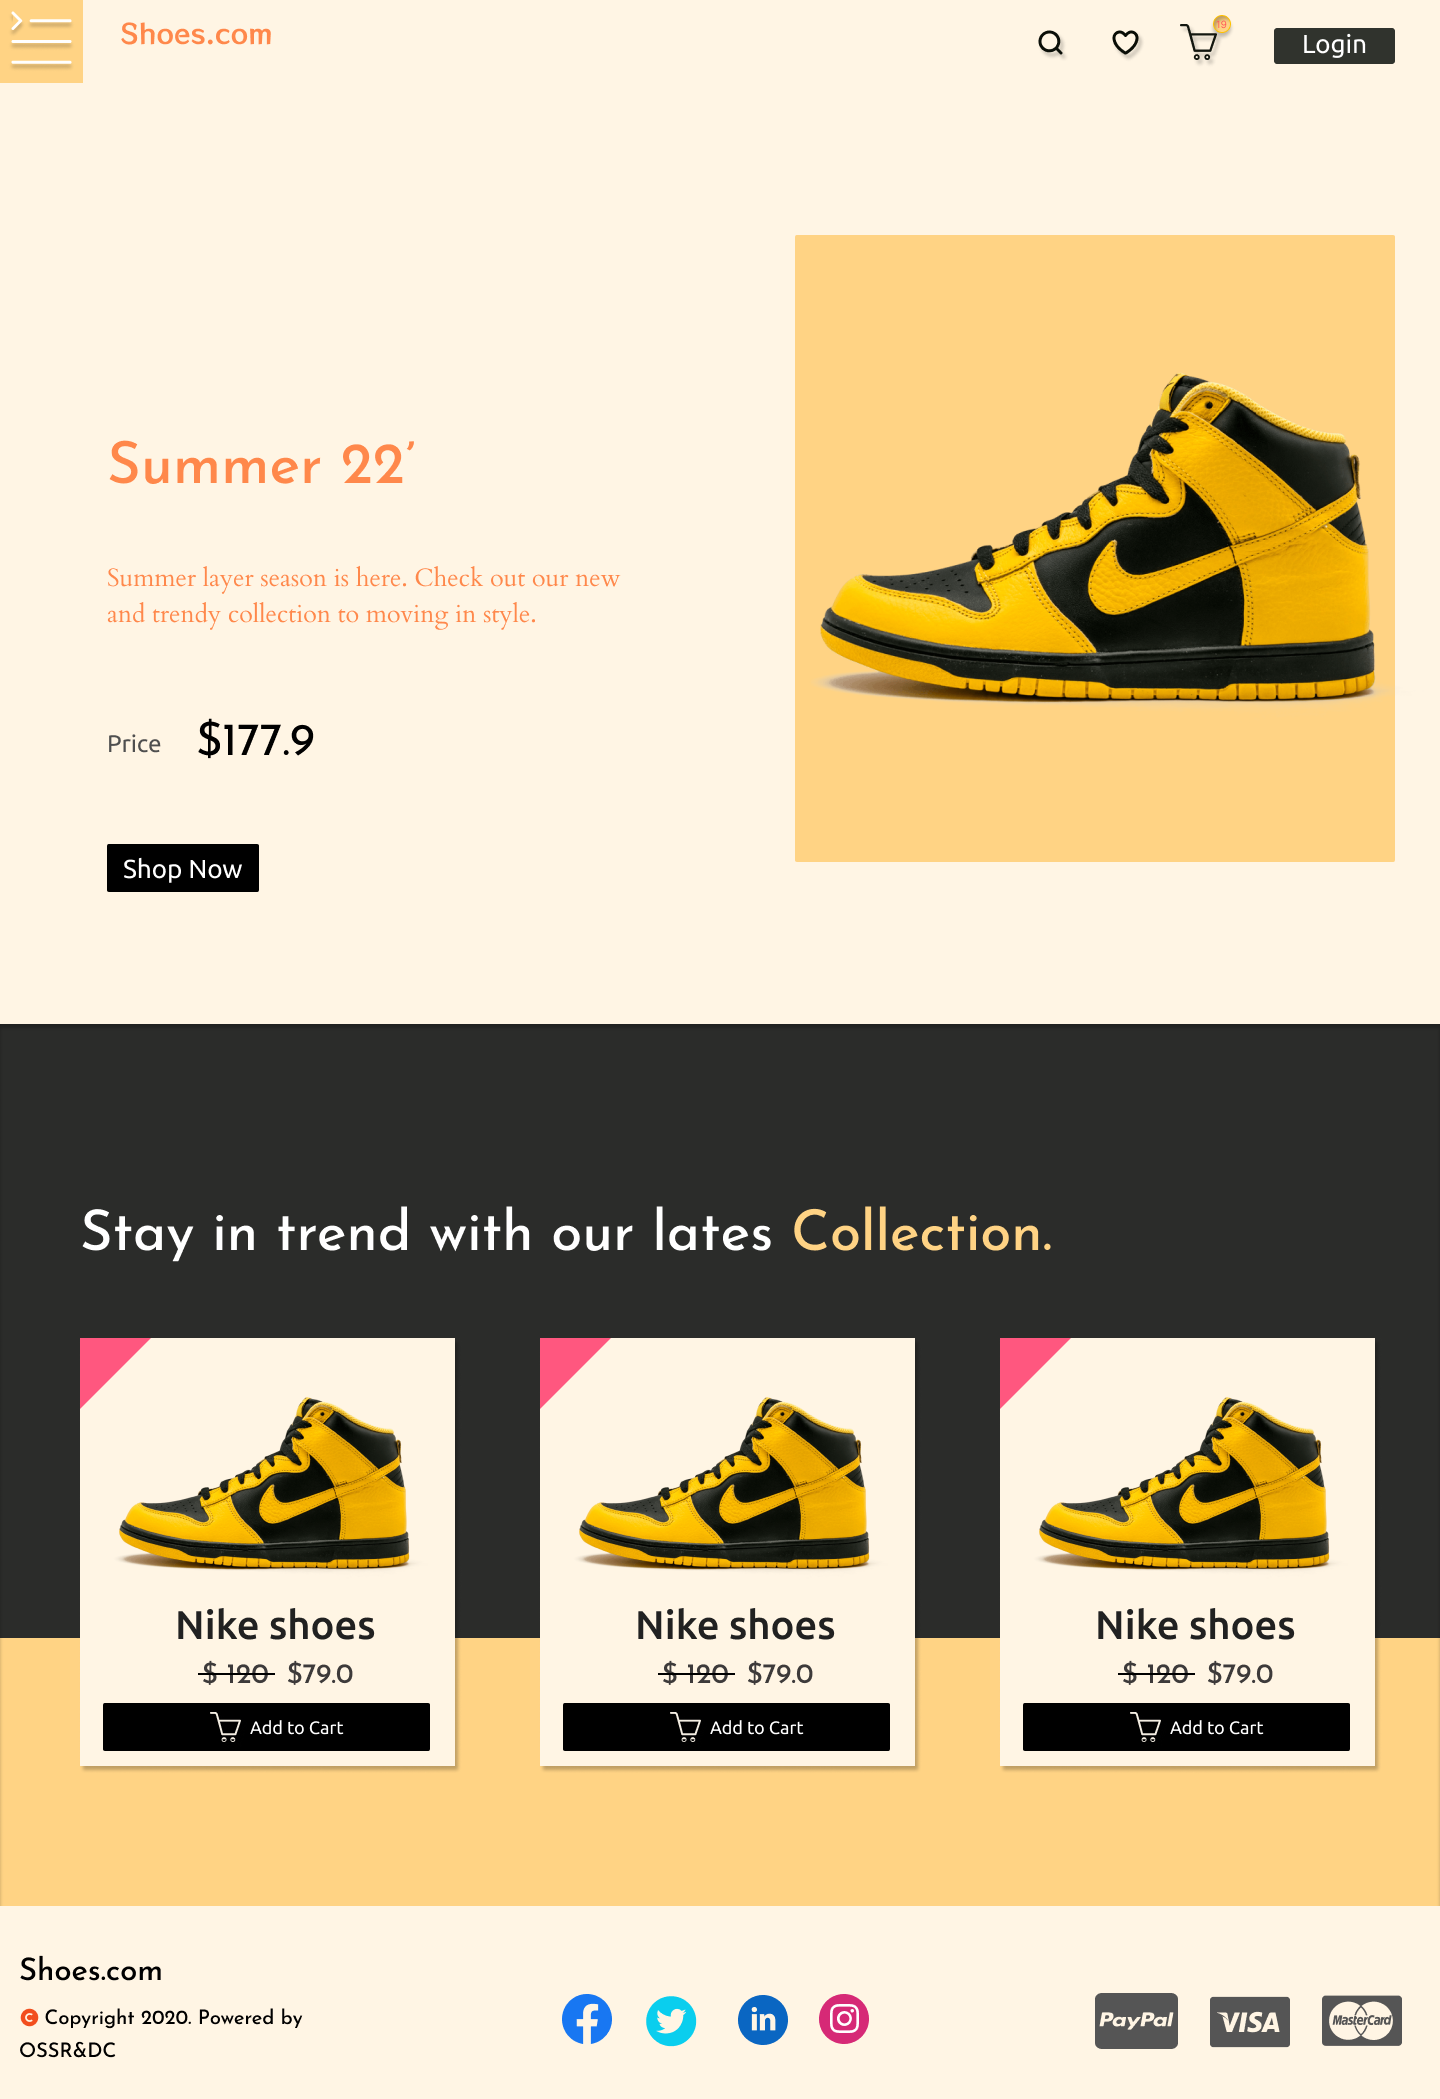 Shoes.com
19
Login
Summer 22’
Summer layer season is here. Check out our new
and trendy collection to moving in style.
Price $177.9
Shop Now
Stay in trend with our lates Collection.
Nike shoes
$ 120 $79.0
Add to Cart
Nike shoes
$ 120 $79.0
Add to Cart
Nike shoes
$ 120 $79.0
Add to Cart
Shoes.com
© Copyright 2020. Powered by
OSSR&DC
in
PayPal
VISA
MasterCard